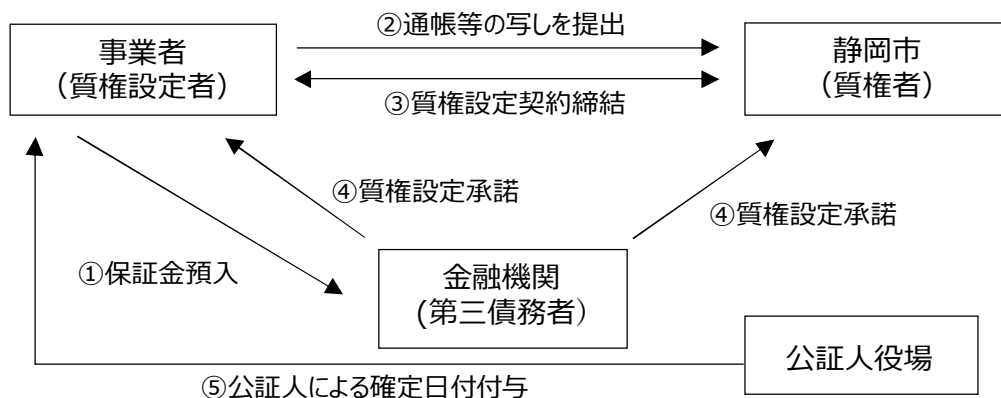 ②通帳等の写しを提出
事業者
（質権設定者）
静岡市
（質権者）
③質権設定契約締結
④質権設定承諾
④質権設定承諾
①保証金預入
金融機関
(第三債務者）
公証人役場
⑤公証人による確定日付付与